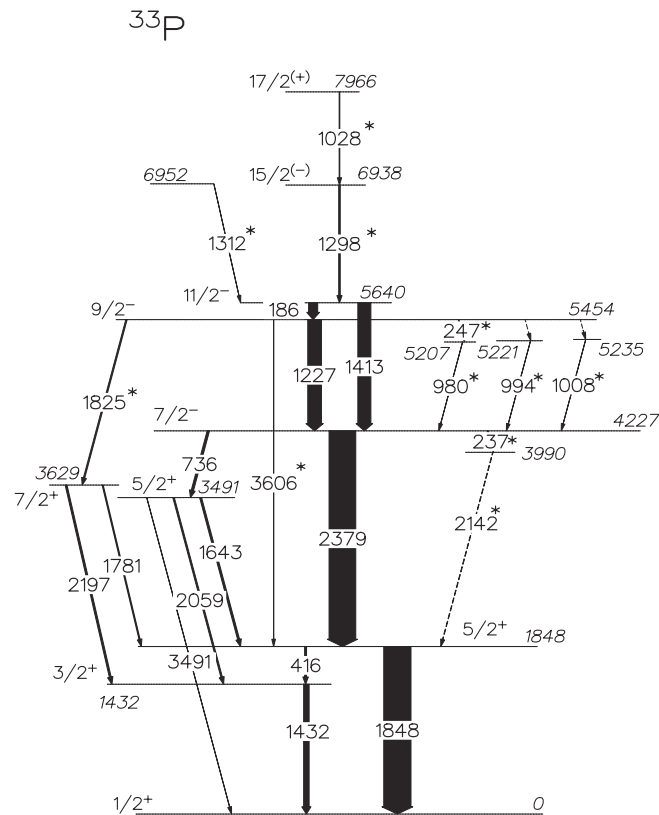 ³³P
17/2⁽⁺⁾ 7966
1028 *
6952 15/2⁽⁻⁾ 6938
1312 * 1298 *
11/2⁻ 5640
9/2⁻ 186 5454
247 *
5207 5221 5235
1227 1413 980 * 994 * 1008 *
1825 *
7/2⁻ 4227
237 *
736 3606 * 3990
3629 5/2⁺ 3491
7/2⁺
2142 *
1643 2379
1781
2197 2059
5/2⁺ 1848
3/2⁺ 3491 416
1432
1432 1848
1/2⁺ 0